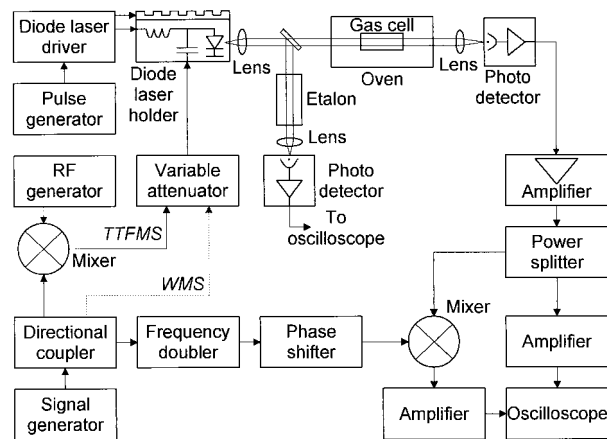 Diode laser
driver
Pulse
generator
Diode
laser
holder
Lens
Etalon
Lens
Gas cell
Oven
Lens
Photo
detector
Photo
detector
To
oscilloscope
RF
generator
Mixer
TTFMS
WMS
Variable
attenuator
Amplifier
Power
splitter
Directional
coupler
Frequency
doubler
Phase
shifter
Mixer
Amplifier
Signal
generator
Amplifier
Oscilloscope